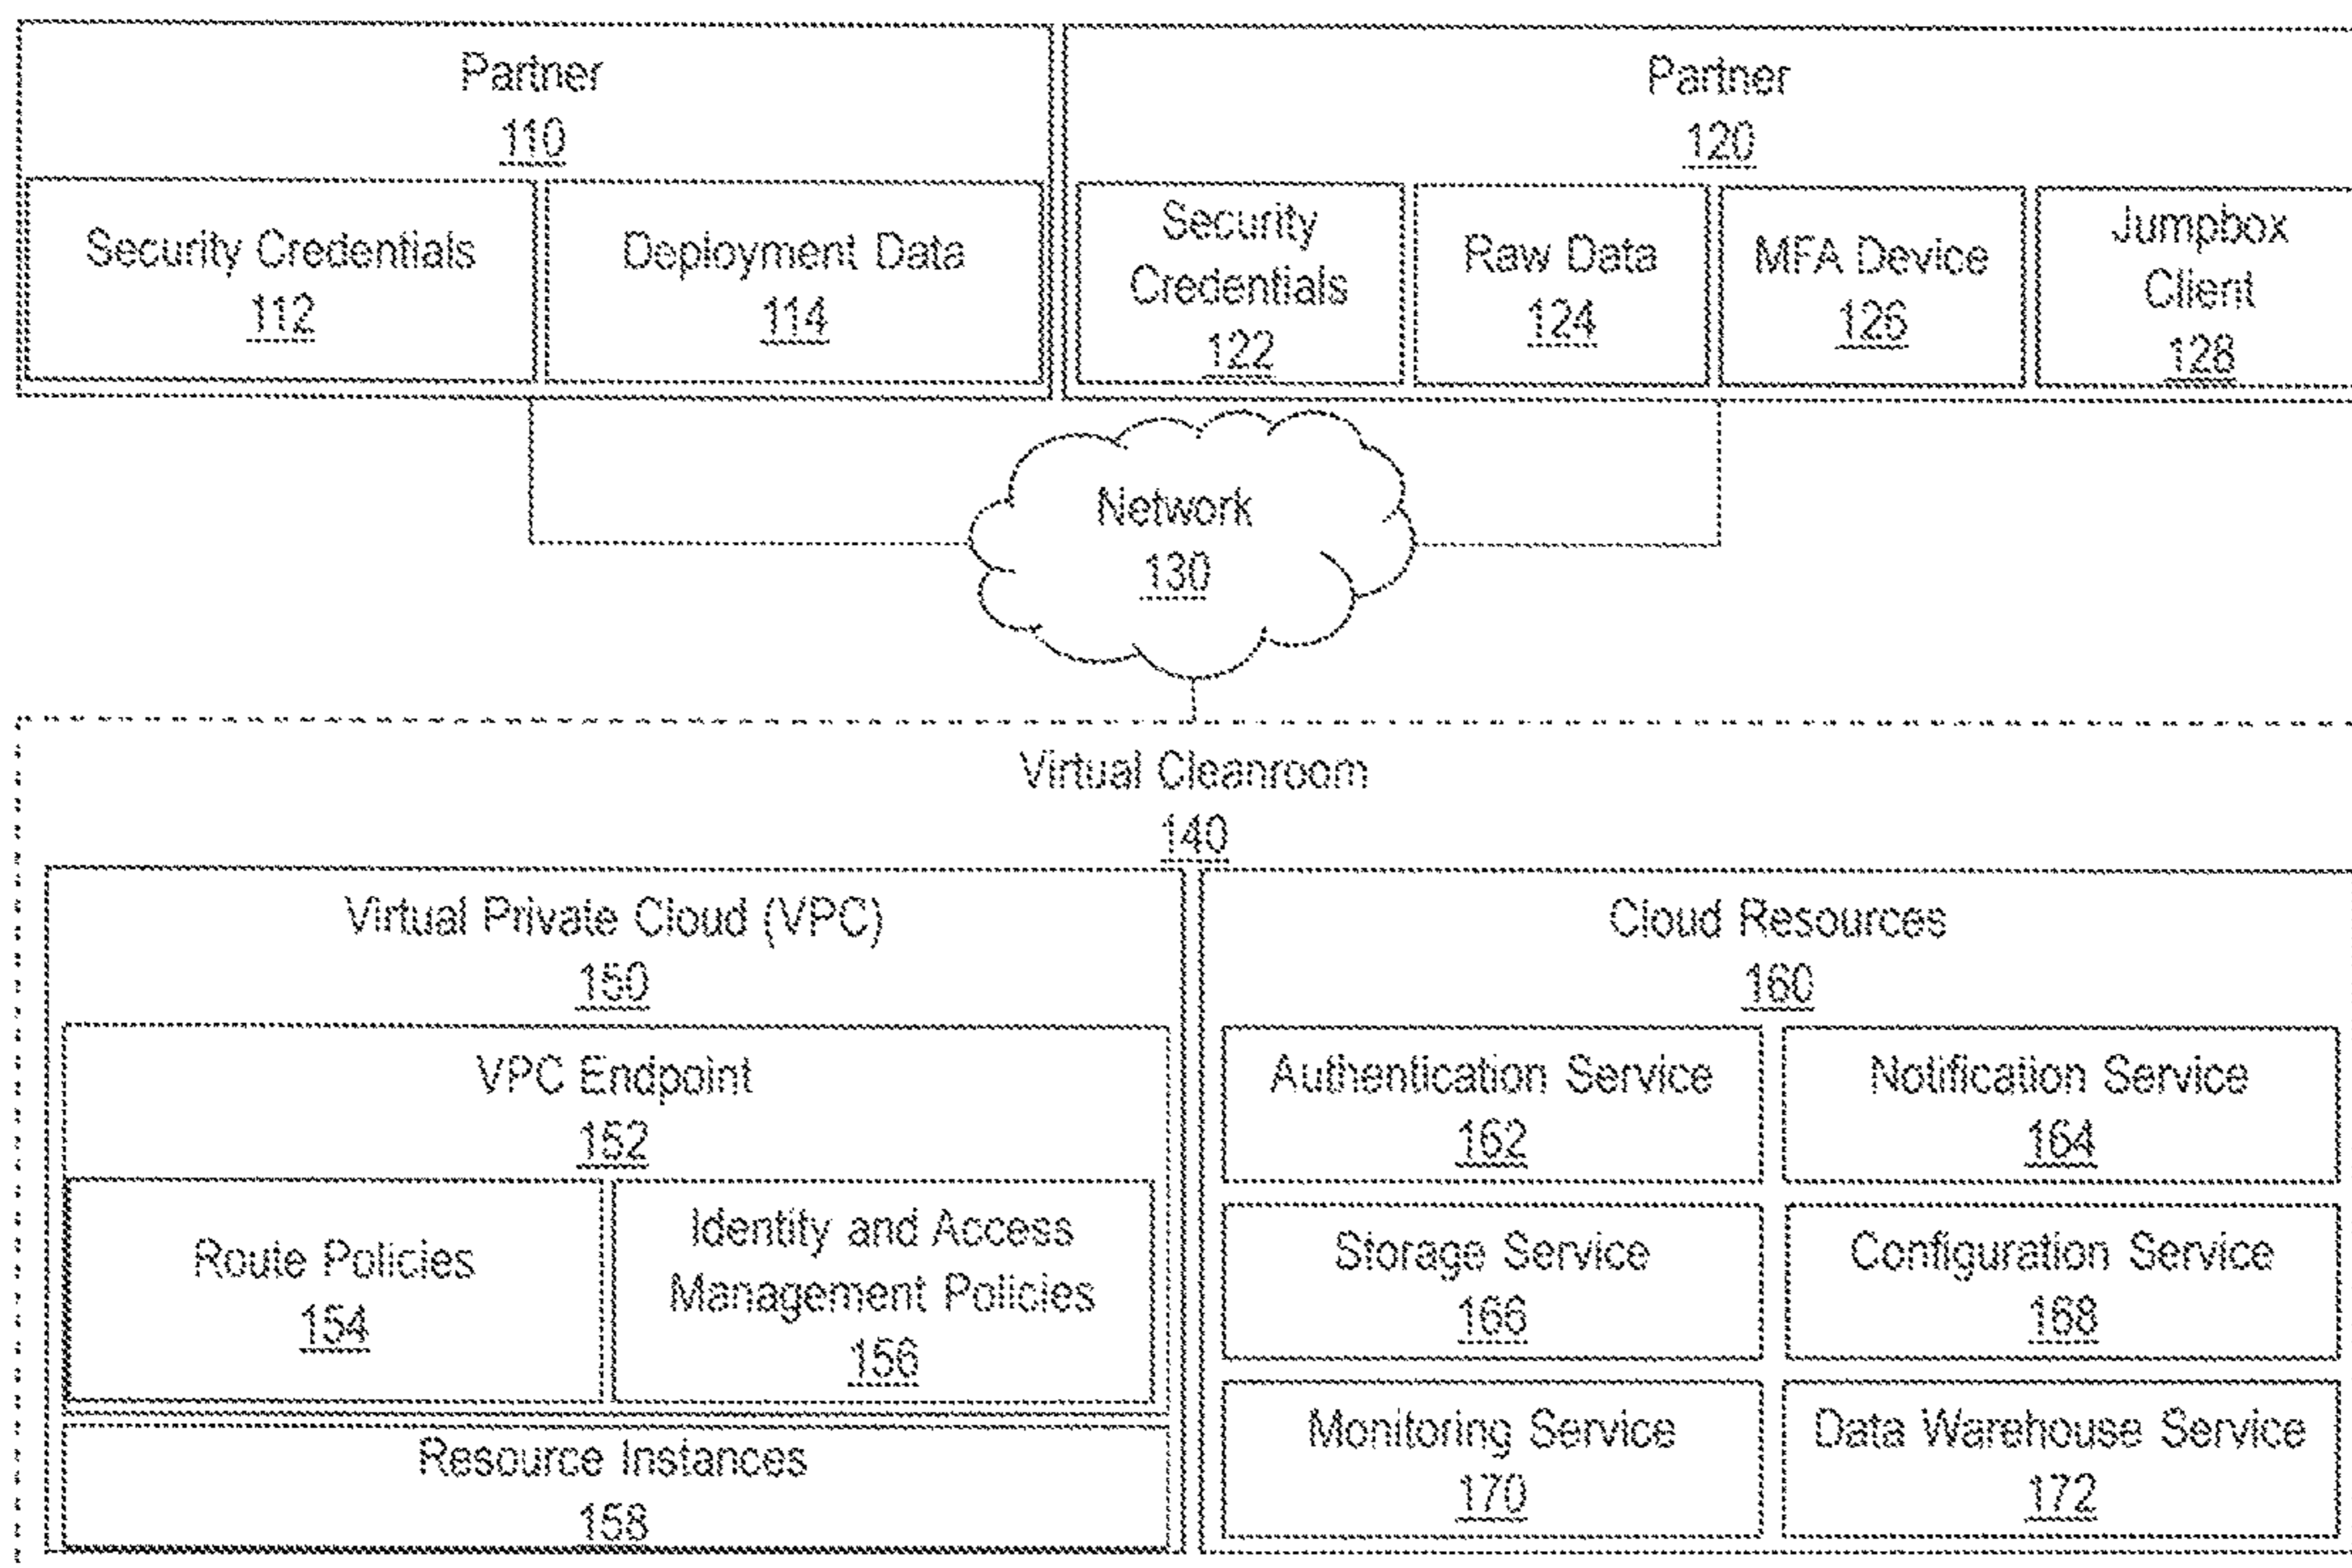 Partner
110
Security Credentials
112
Deployment Data
114
Partner
120
Security
Credentials
122
Raw Data
124
MFA Device
126
Jumpbox
Client
128
Network
130
Virtual Cleanroom
140
Virtual Private Cloud (VPC)
150
VPC Endpoint
152
Route Policies
154
Identity and Access
Management Policies
156
Resource Instances
158
Cloud Resources
160
Authentication Service
162
Notification Service
164
Storage Service
166
Configuration Service
168
Monitoring Service
170
Data Warehouse Service
172